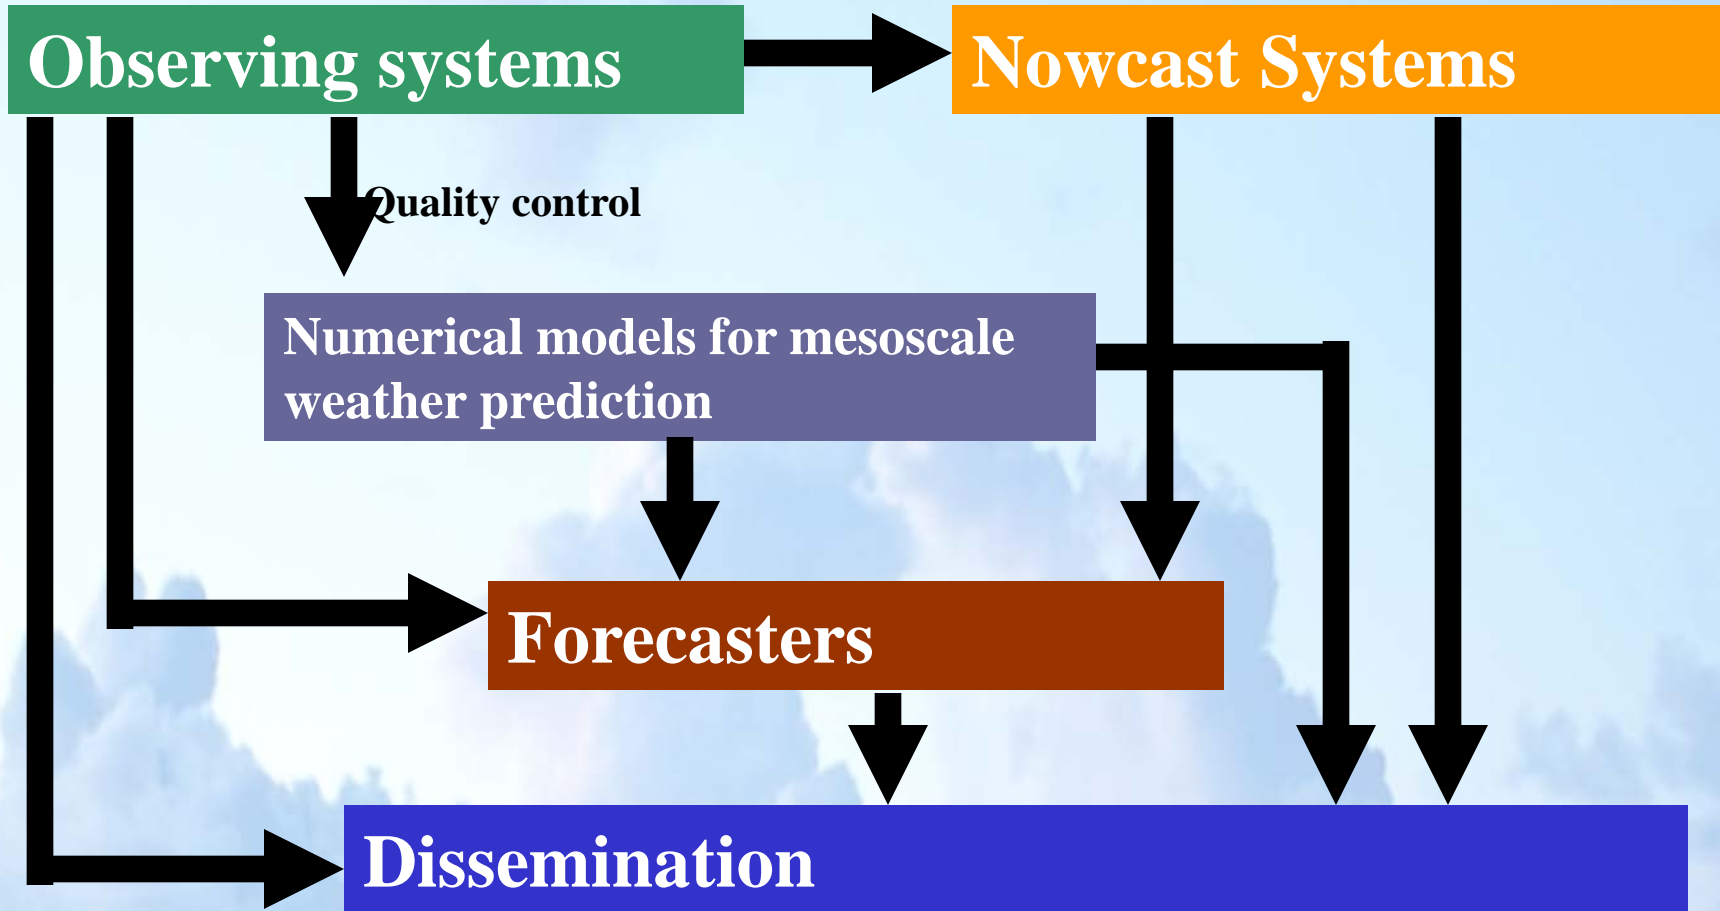 Observing systems
Nowcast Systems
Quality control
Numerical models for mesoscale
weather prediction
Forecasters
Dissemination